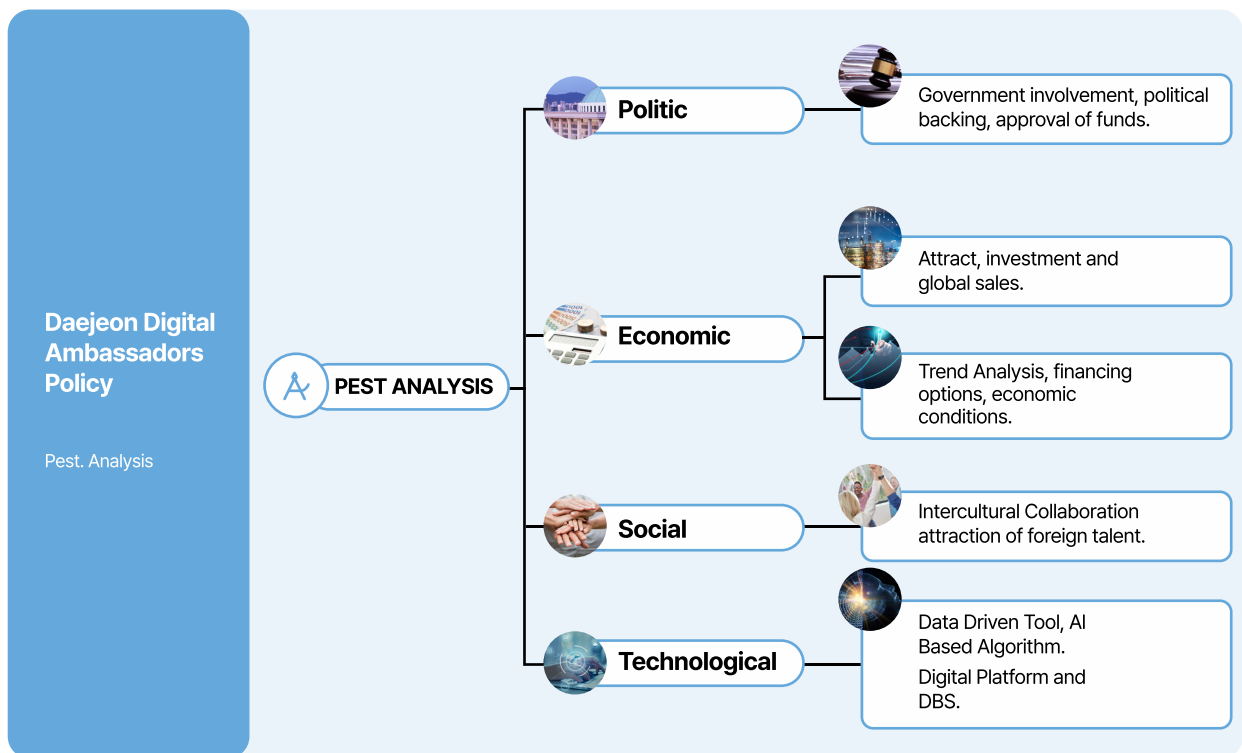 Daejeon Digital
Ambassadors
Policy
Pest. Analysis
PEST ANALYSIS
Politic
Government involvement, political
backing, approval of funds.
Economic
Attract, investment and
global sales.
Trend Analysis, financing
options, economic
conditions.
Social
Intercultural Collaboration
attraction of foreign talent.
Technological
Data Driven Tool, AI
Based Algorithm.
Digital Platform and
DBS.